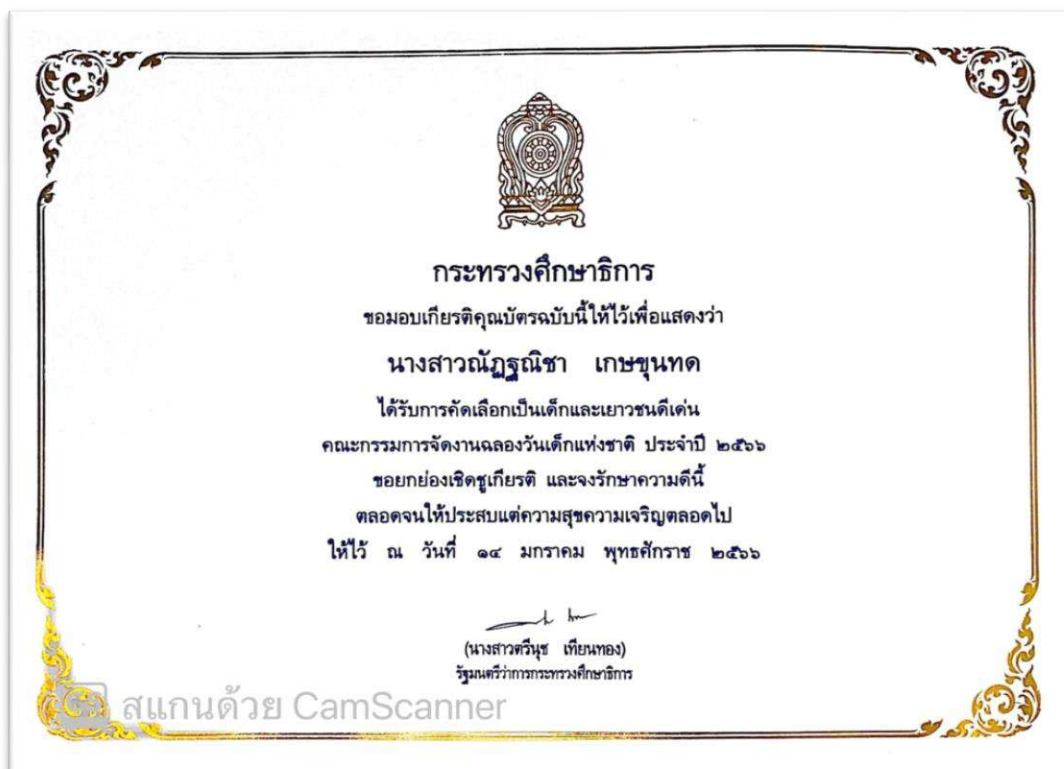 กระทรวงศึกษาธิการ
ขอมอบเกียรติคุณบัตรฉบับนี้ให้ไว้เพื่อแสดงว่า
นางสาวณัฏฐณิชา เกษขุนทด
ได้รับการคัดเลือกเป็นเด็กและเยาวชนดีเด่น
คณะกรรมการจัดงานฉลองวันเด็กแห่งชาติ ประจำปี ๒๕๖๖
ขอยกย่องเชิดชูเกียรติ และจงรักษาความดีนี้
ตลอดจนให้ประสบแต่ความสุขความเจริญตลอดไป
ให้ไว้ ณ วันที่ ๑๔ มกราคม พุทธศักราช ๒๕๖๖
(นางสาวตรีนุช เทียนทอง)
รัฐมนตรีว่าการกระทรวงศึกษาธิการ
CS สแกนด้วย CamScanner